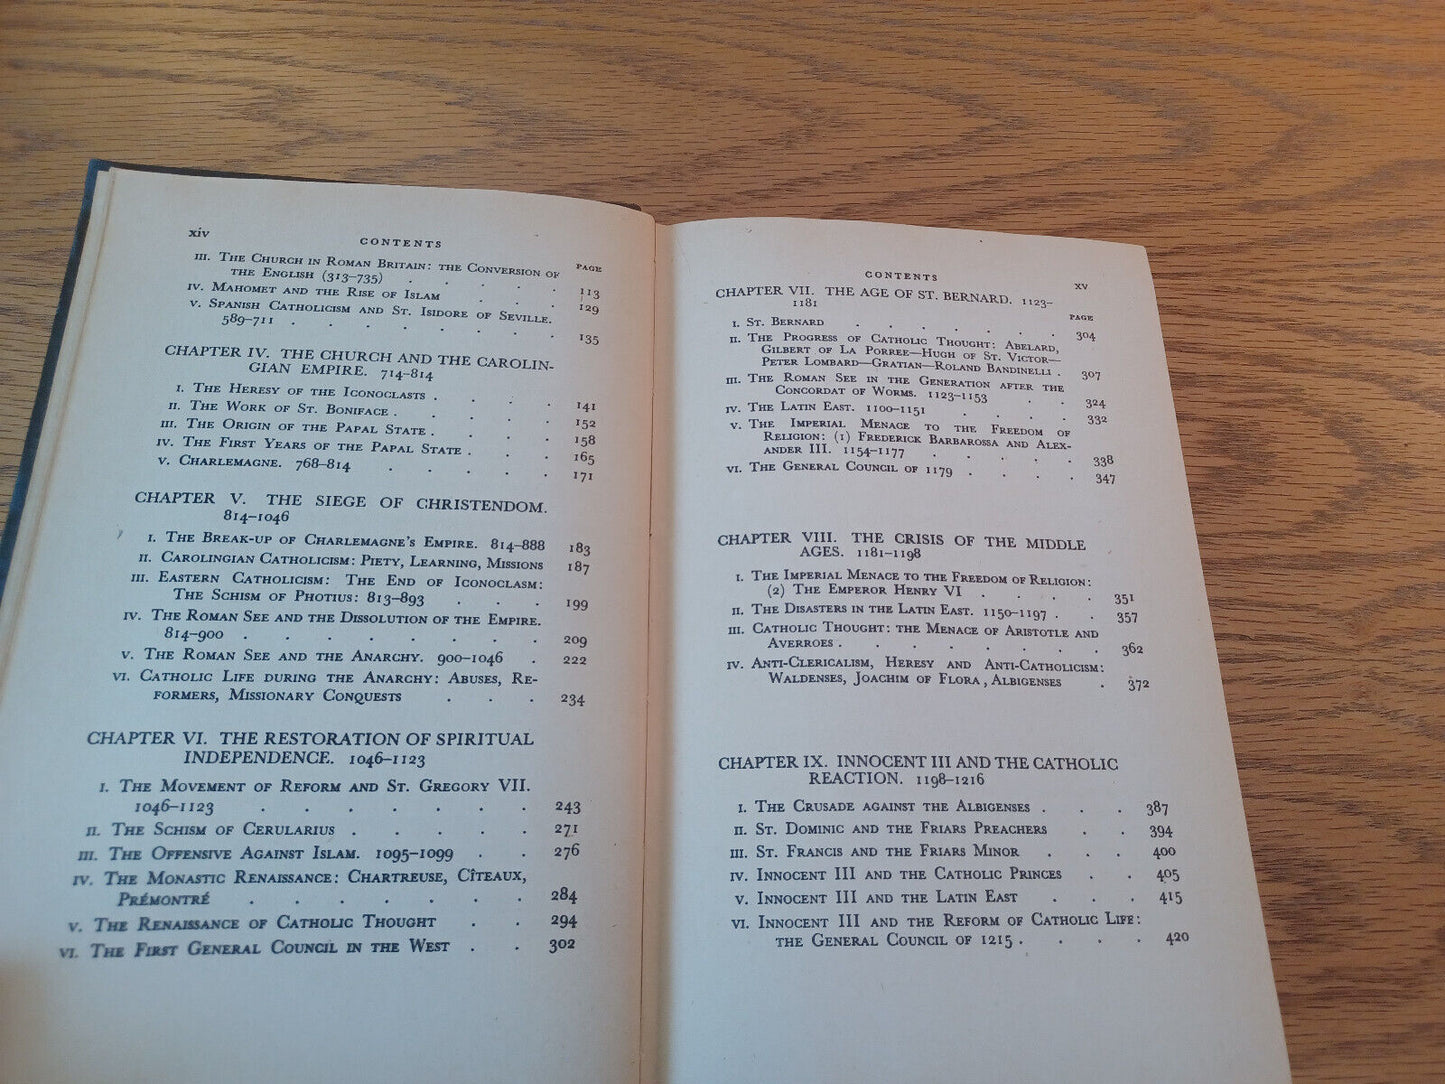 xiv
CONTENTS
PAGE
III. THE CHURCH IN ROMAN BRITAIN: THE CONVERSION OF
THE ENGLISH (313–735) . . . . . 113
IV. MAHOMET AND THE RISE OF ISLAM . . . 129
V. SPANISH CATHOLICISM AND ST. ISIDORE OF SEVILLE.
589–711 . . . . . . . . 135
CHAPTER IV. THE CHURCH AND THE CAROLIN-
GIAN EMPIRE. 714–814
I. THE HERESY OF THE ICONOCLASTS . . . . 141
II. THE WORK OF ST. BONIFACE . . . . . 152
III. THE ORIGIN OF THE PAPAL STATE . . . . 158
IV. THE FIRST YEARS OF THE PAPAL STATE . . . 165
V. CHARLEMAGNE. 768–814 . . . . . 171
CHAPTER V. THE SIEGE OF CHRISTENDOM.
814–1046
I. THE BREAK-UP OF CHARLEMAGNE'S EMPIRE. 814–888 183
II. CAROLINGIAN CATHOLICISM: PIETY, LEARNING, MISSIONS 187
III. EASTERN CATHOLICISM: THE END OF ICONOCLASM:
THE SCHISM OF PHOTIUS: 813–893 . . . 199
IV. THE ROMAN SEE AND THE DISSOLUTION OF THE EMPIRE.
814–900 . . . . . . . . 209
V. THE ROMAN SEE AND THE ANARCHY. 900–1046 . 222
VI. CATHOLIC LIFE DURING THE ANARCHY: ABUSES, RE-
FORMERS, MISSIONARY CONQUESTS . . . 234
CHAPTER VI. THE RESTORATION OF SPIRITUAL
INDEPENDENCE. 1046–1123
I. THE MOVEMENT OF REFORM AND ST. GREGORY VII.
1046–1123 . . . . . . . 243
II. THE SCHISM OF CERULARIUS . . . . . 271
III. THE OFFENSIVE AGAINST ISLAM. 1095–1099 . . 276
IV. THE MONASTIC RENAISSANCE: CHARTREUSE, CÎTEAUX,
PRÉMONTRÉ . . . . . . . 284
V. THE RENAISSANCE OF CATHOLIC THOUGHT . . 294
VI. THE FIRST GENERAL COUNCIL IN THE WEST . . 302
CONTENTS
xv
CHAPTER VII. THE AGE OF ST. BERNARD. 1123–
1181
PAGE
I. ST. BERNARD . . . . . . . 304
II. THE PROGRESS OF CATHOLIC THOUGHT: ABELARD,
GILBERT OF LA PORREE—HUGH OF ST. VICTOR—
PETER LOMBARD—GRATIAN—ROLAND BANDINELLI . 307
III. THE ROMAN SEE IN THE GENERATION AFTER THE
CONCORDAT OF WORMS. 1123–1153 . . 324
IV. THE LATIN EAST. 1100–1151 . . . . 332
V. THE IMPERIAL MENACE TO THE FREEDOM OF
RELIGION: (1) FREDERICK BARBAROSSA AND ALEX-
ANDER III. 1154–1177 . . . . . 338
VI. THE GENERAL COUNCIL OF 1179 . . . . 347
CHAPTER VIII. THE CRISIS OF THE MIDDLE
AGES. 1181–1198
I. THE IMPERIAL MENACE TO THE FREEDOM OF RELIGION:
(2) THE EMPEROR HENRY VI . . . . 351
II. THE DISASTERS IN THE LATIN EAST. 1150–1197 . . 357
III. CATHOLIC THOUGHT: THE MENACE OF ARISTOTLE AND
AVERROES . . . . . . . 362
IV. ANTI-CLERICALISM, HERESY AND ANTI-CATHOLICISM:
WALDENSES, JOACHIM OF FLORA, ALBIGENSES . 372
CHAPTER IX. INNOCENT III AND THE CATHOLIC
REACTION. 1198–1216
I. THE CRUSADE AGAINST THE ALBIGENSES . . . 387
II. ST. DOMINIC AND THE FRIARS PREACHERS . . 394
III. ST. FRANCIS AND THE FRIARS MINOR . . . 400
IV. INNOCENT III AND THE CATHOLIC PRINCES . . 405
V. INNOCENT III AND THE LATIN EAST . . . 415
VI. INNOCENT III AND THE REFORM OF CATHOLIC LIFE:
THE GENERAL COUNCIL OF 1215 . . . . 420